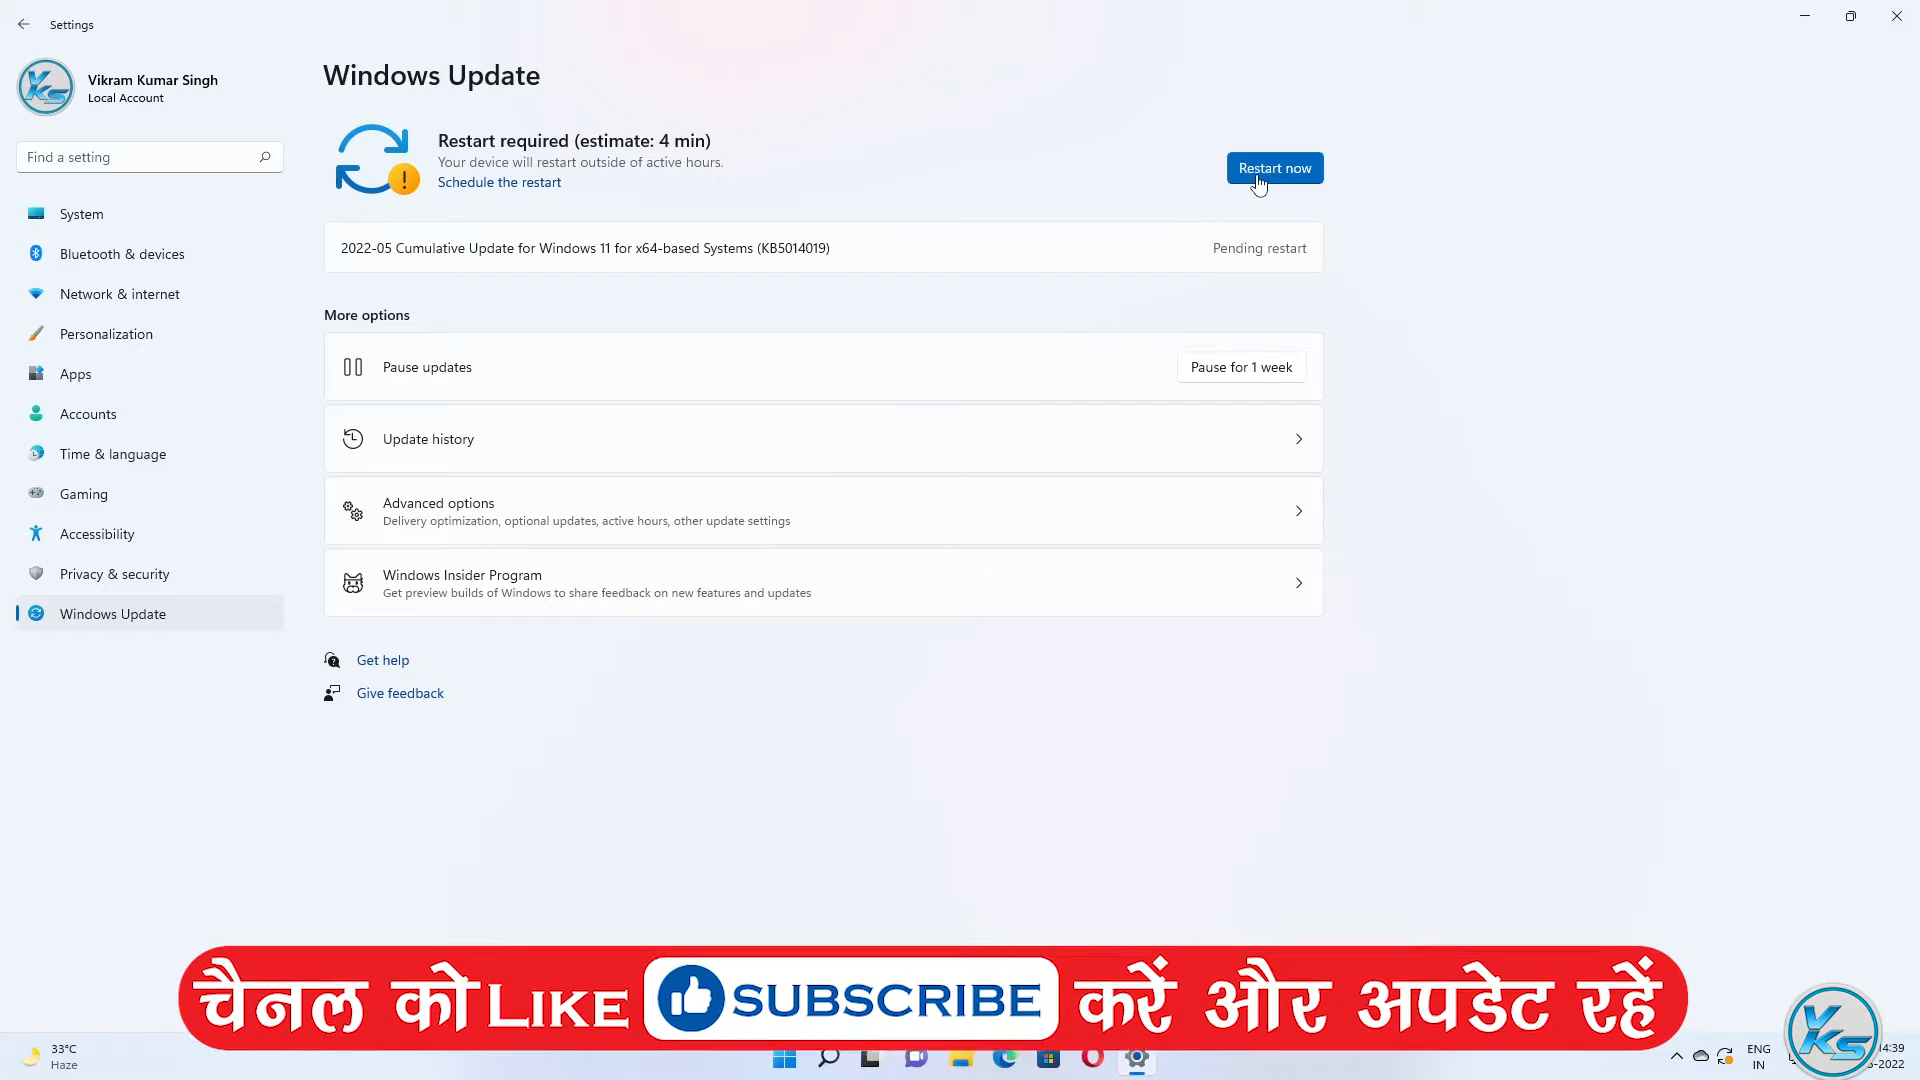 Settings
Vikram Kumar Singh
Local Account
Find a setting
System
Bluetooth & devices
Network & internet
Personalization
Apps
Accounts
Time & language
Gaming
Accessibility
Privacy & security
Windows Update
Windows Update
Restart required (estimate: 4 min)
Your device will restart outside of active hours.
Schedule the restart
Restart now
2022-05 Cumulative Update for Windows 11 for x64-based Systems (KB5014019)
Pending restart
More options
Pause updates
Pause for 1 week
Update history
Advanced options
Delivery optimization, optional updates, active hours, other update settings
Windows Insider Program
Get preview builds of Windows to share feedback on new features and updates
Get help
Give feedback
चैनल को LIKE SUBSCRIBE करें और अपडेट रहें
33°C
Haze
ENG
IN
14:39
-2022
YKS